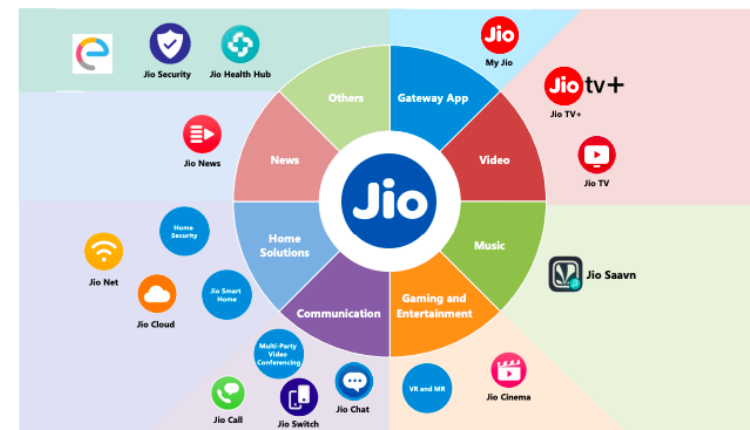 Jio
My Jio
Jio tv+
Jio TV+
Jio TV
Jio Saavn
Jio Cinema
VR and MR
Jio Chat
Jio Switch
Jio Call
Multi-Party
Video
Conferencing
Jio Smart
Home
Jio Cloud
Jio Net
Home
Security
Jio News
e
Jio Security
Jio Health Hub
Others
Gateway App
Video
Music
Gaming and
Entertainment
Communication
Home
Solutions
News
Jio